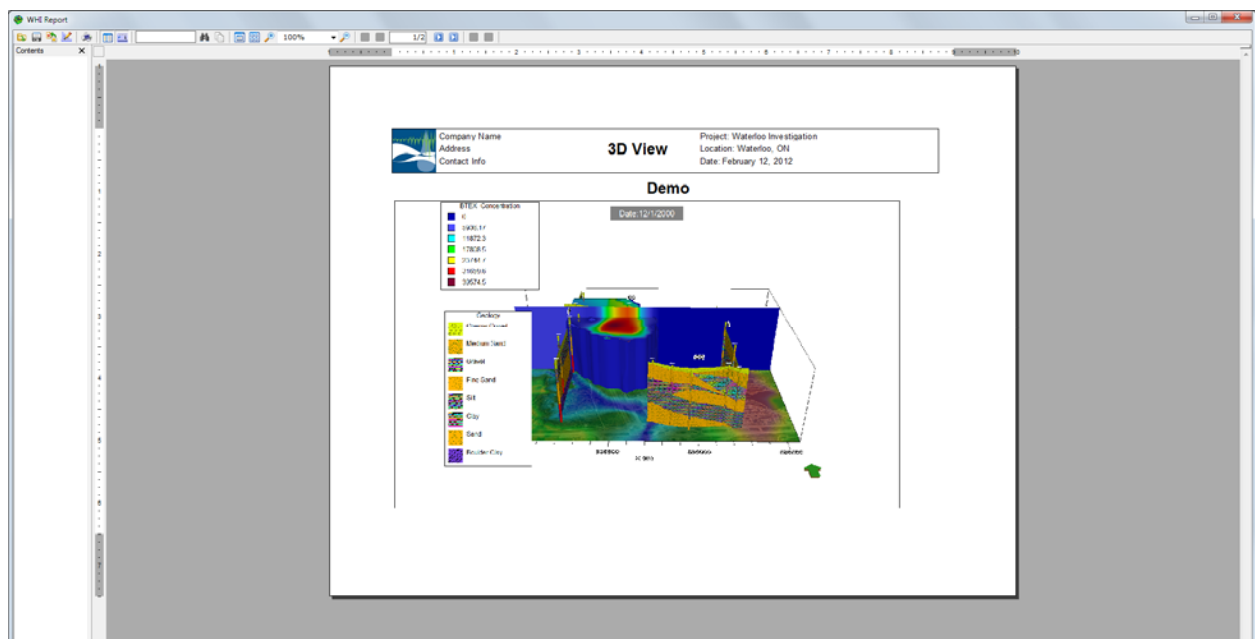 WHI Report
100%
1/2
Contents X
Company Name
Address
Contact Info
3D View
Project: Waterloo Investigation
Location: Waterloo, ON
Date: February 12, 2012
Demo
BTEX Concentration
0
11872.3
Date:12/1/2000
Geology
Medium Sand
Gravel
Fine Sand
Silt
Clay
Sand
Boulder Clay